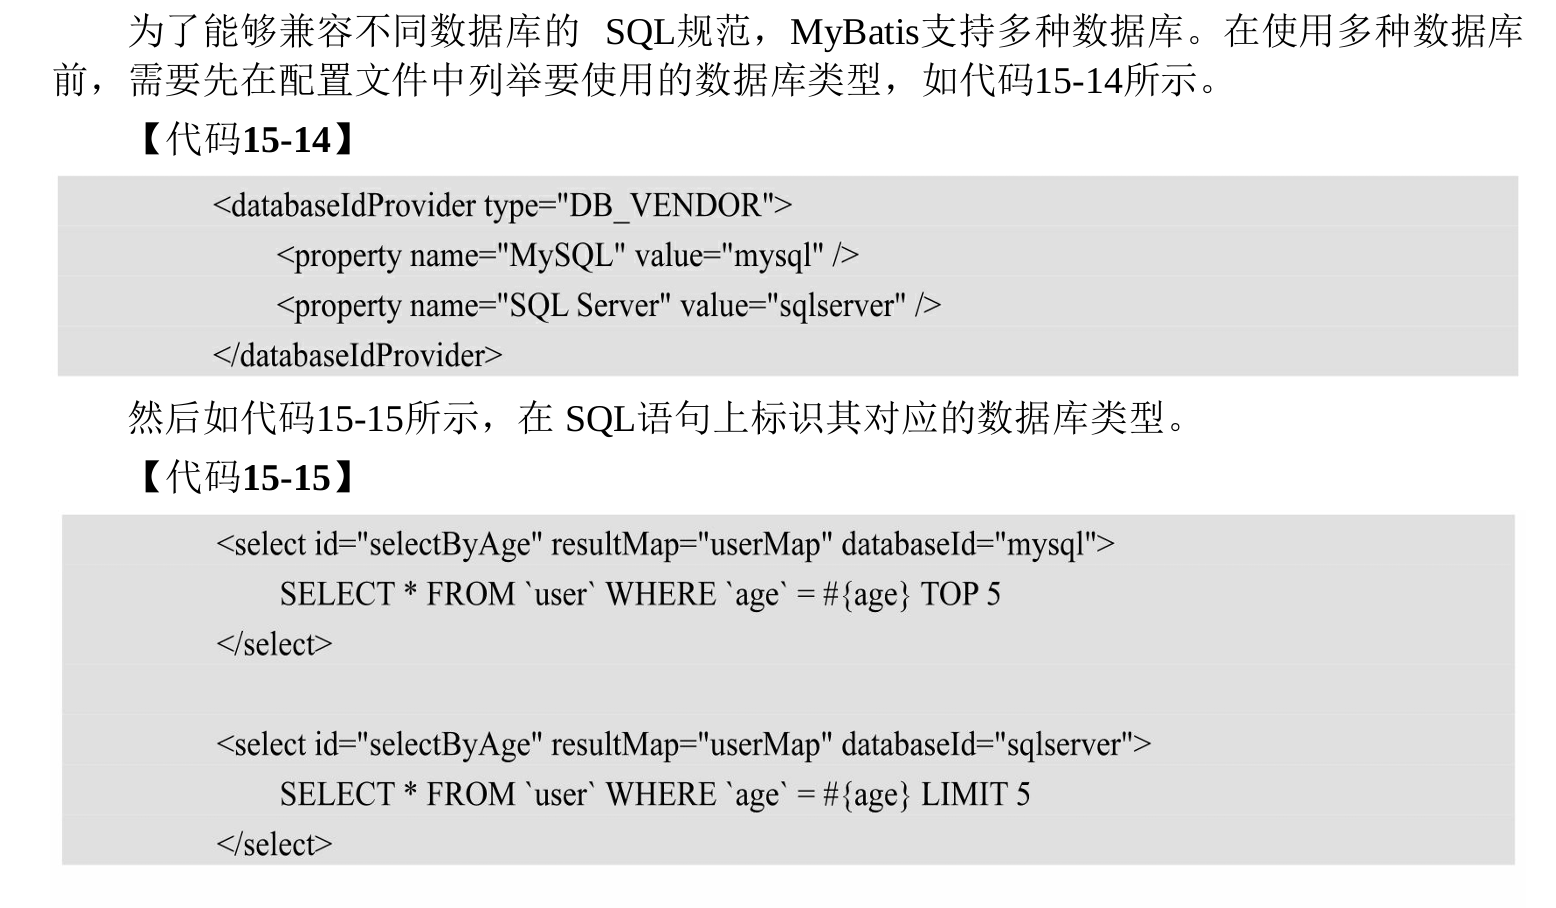 为了能够兼容不同数据库的 SQL规范，MyBatis支持多种数据库。在使用多种数据库
前，需要先在配置文件中列举要使用的数据库类型，如代码15-14所示。
【代码15-14】
<databaseIdProvider type="DB_VENDOR">
<property name="MySQL" value="mysql" />
<property name="SQL Server" value="sqlserver" />
</databaseIdProvider>
然后如代码15-15所示，在 SQL语句上标识其对应的数据库类型。
【代码15-15】
<select id="selectByAge" resultMap="userMap" databaseId="mysql">
SELECT * FROM `user` WHERE `age` = #{age} TOP 5
</select>
<select id="selectByAge" resultMap="userMap" databaseId="sqlserver">
SELECT * FROM `user` WHERE `age` = #{age} LIMIT 5
</select>